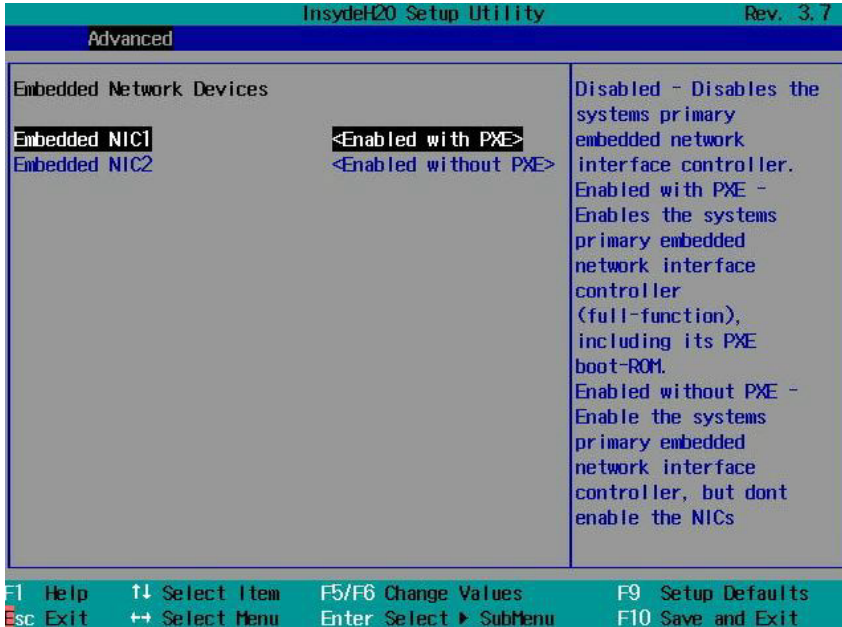 InsydeH20 Setup Utility Rev. 3.7
Advanced
Embedded Network Devices
Embedded NIC1 <Enabled with PXE>
Embedded NIC2 <Enabled without PXE>
Disabled - Disables the
systems primary
embedded network
interface controller.
Enabled with PXE -
Enables the systems
primary embedded
network interface
controller
(full-function),
including its PXE
boot-ROM.
Enabled without PXE -
Enable the systems
primary embedded
network interface
controller, but dont
enable the NICs
F1 Help ↑↓ Select Item F5/F6 Change Values F9 Setup Defaults
Esc Exit ↔ Select Menu Enter Select ▶ SubMenu F10 Save and Exit